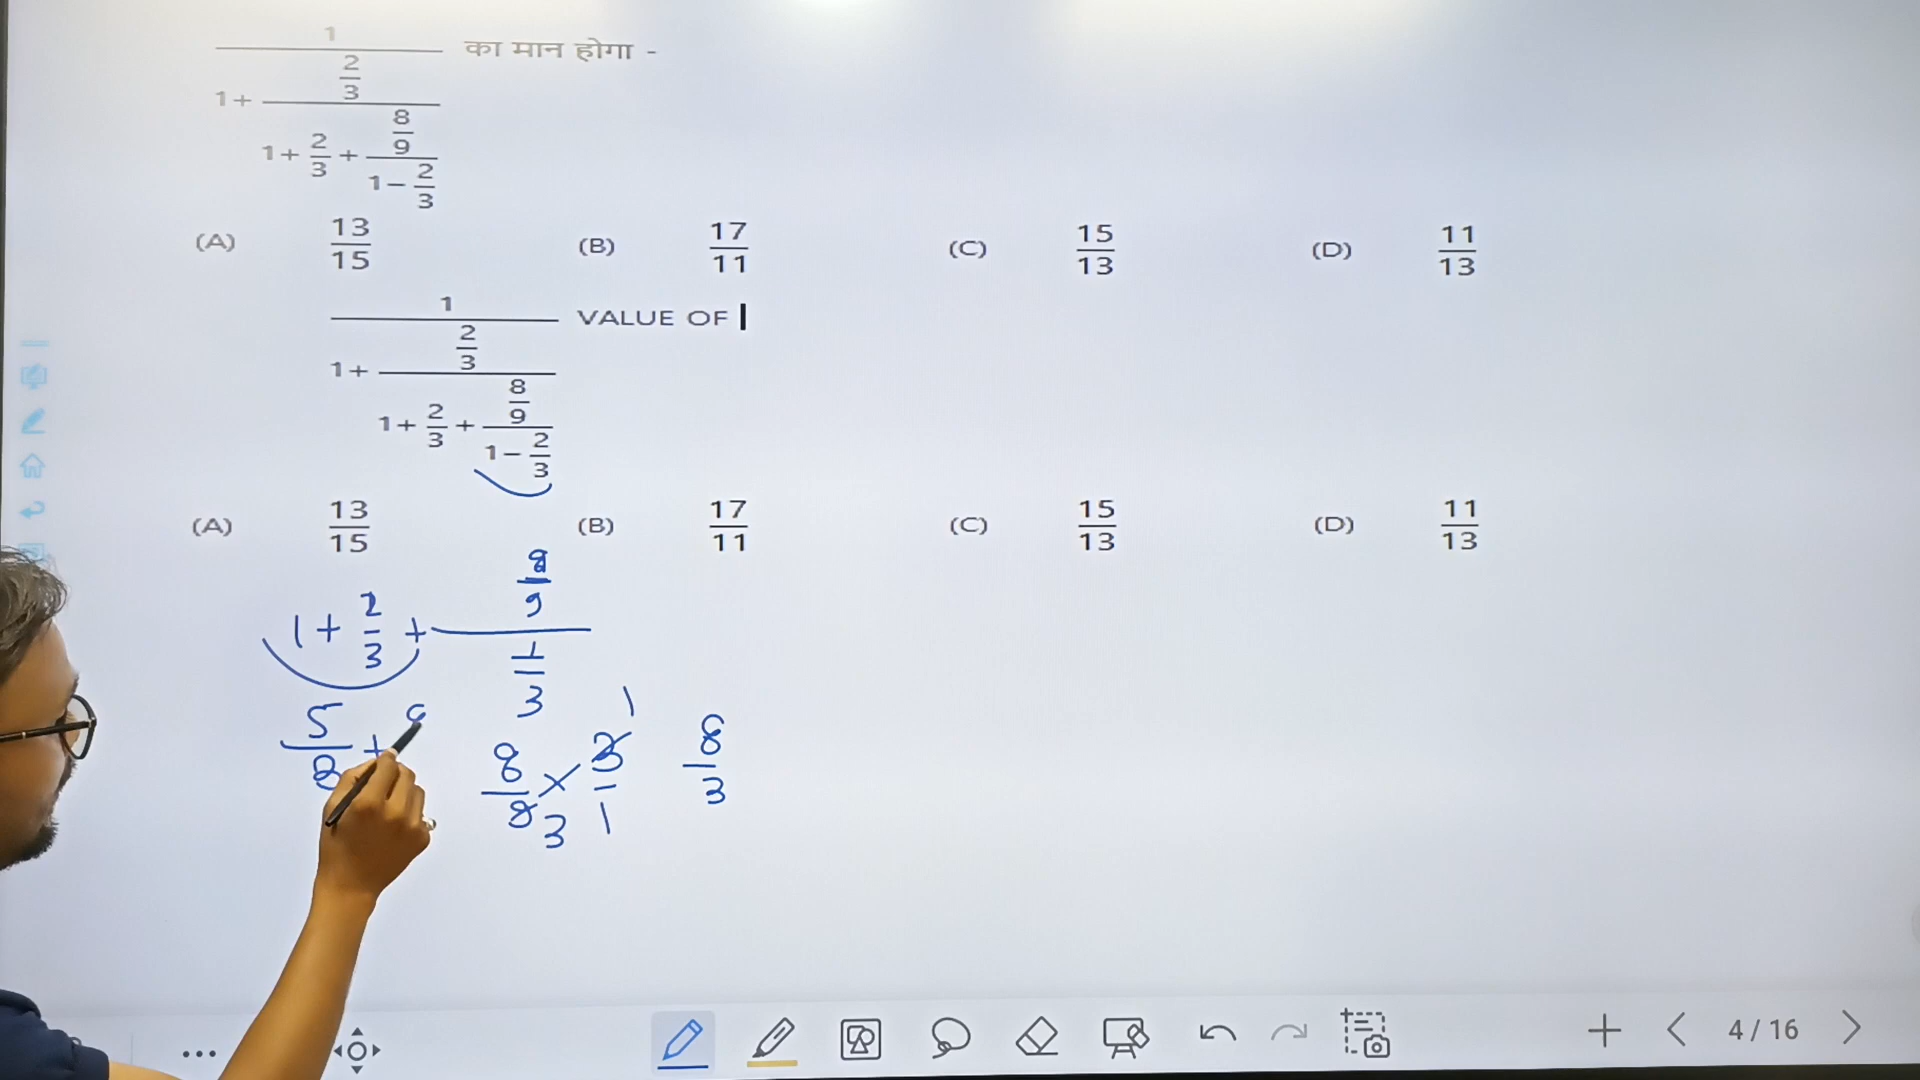 1 / (1 + (2/3) / (1 + 2/3 + (8/9) / (1 − 2/3))) का मान होगा -
(A) 13/15 (B) 17/11 (C) 15/13 (D) 11/13
1 / (1 + (2/3) / (1 + 2/3 + (8/9) / (1 − 2/3))) VALUE OF
(A) 13/15 (B) 17/11 (C) 15/13 (D) 11/13
1 + 2/3 + (8/9) / (1/3)
5/3 +
8/9 × 3/1 8/3
3 1
4 / 16